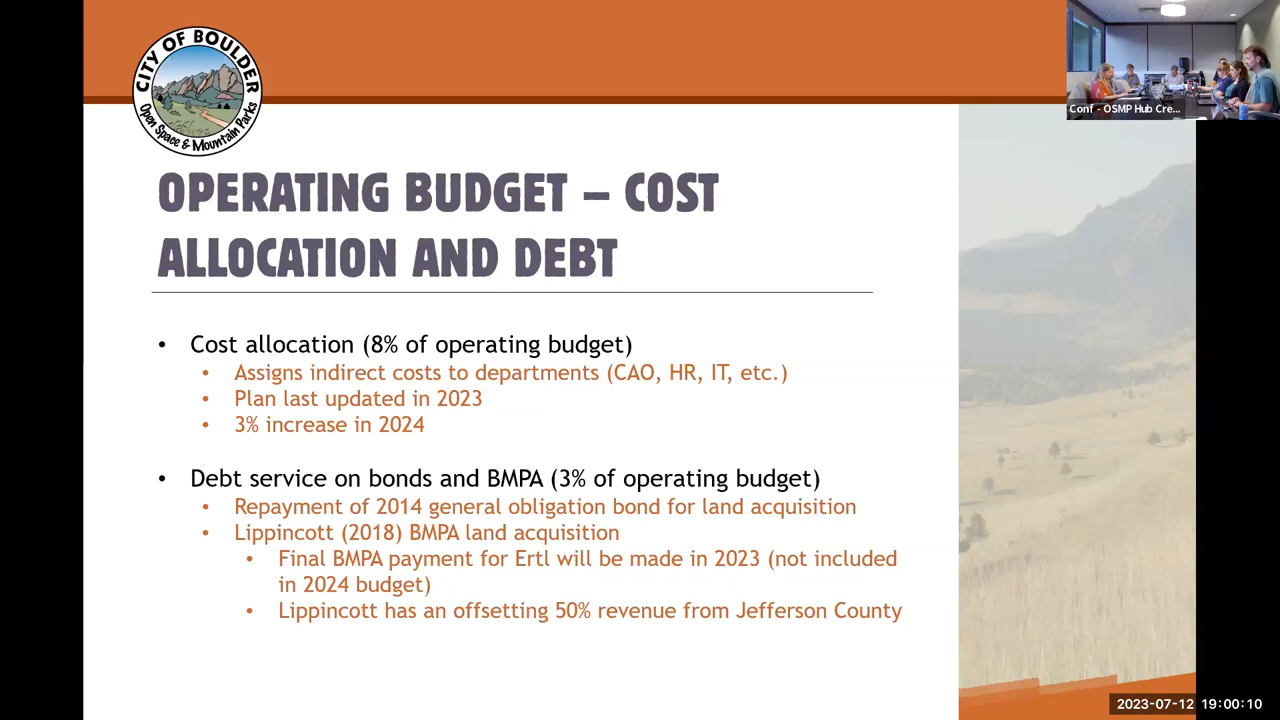 CITY OF BOULDER
Open Space & Mountain Parks
Conf - OSMP Hub Cre...
OPERATING BUDGET – COST
ALLOCATION AND DEBT
• Cost allocation (8% of operating budget)
• Assigns indirect costs to departments (CAO, HR, IT, etc.)
• Plan last updated in 2023
• 3% increase in 2024
• Debt service on bonds and BMPA (3% of operating budget)
• Repayment of 2014 general obligation bond for land acquisition
• Lippincott (2018) BMPA land acquisition
• Final BMPA payment for Ertl will be made in 2023 (not included
in 2024 budget)
• Lippincott has an offsetting 50% revenue from Jefferson County
2023-07-12 19:00:10